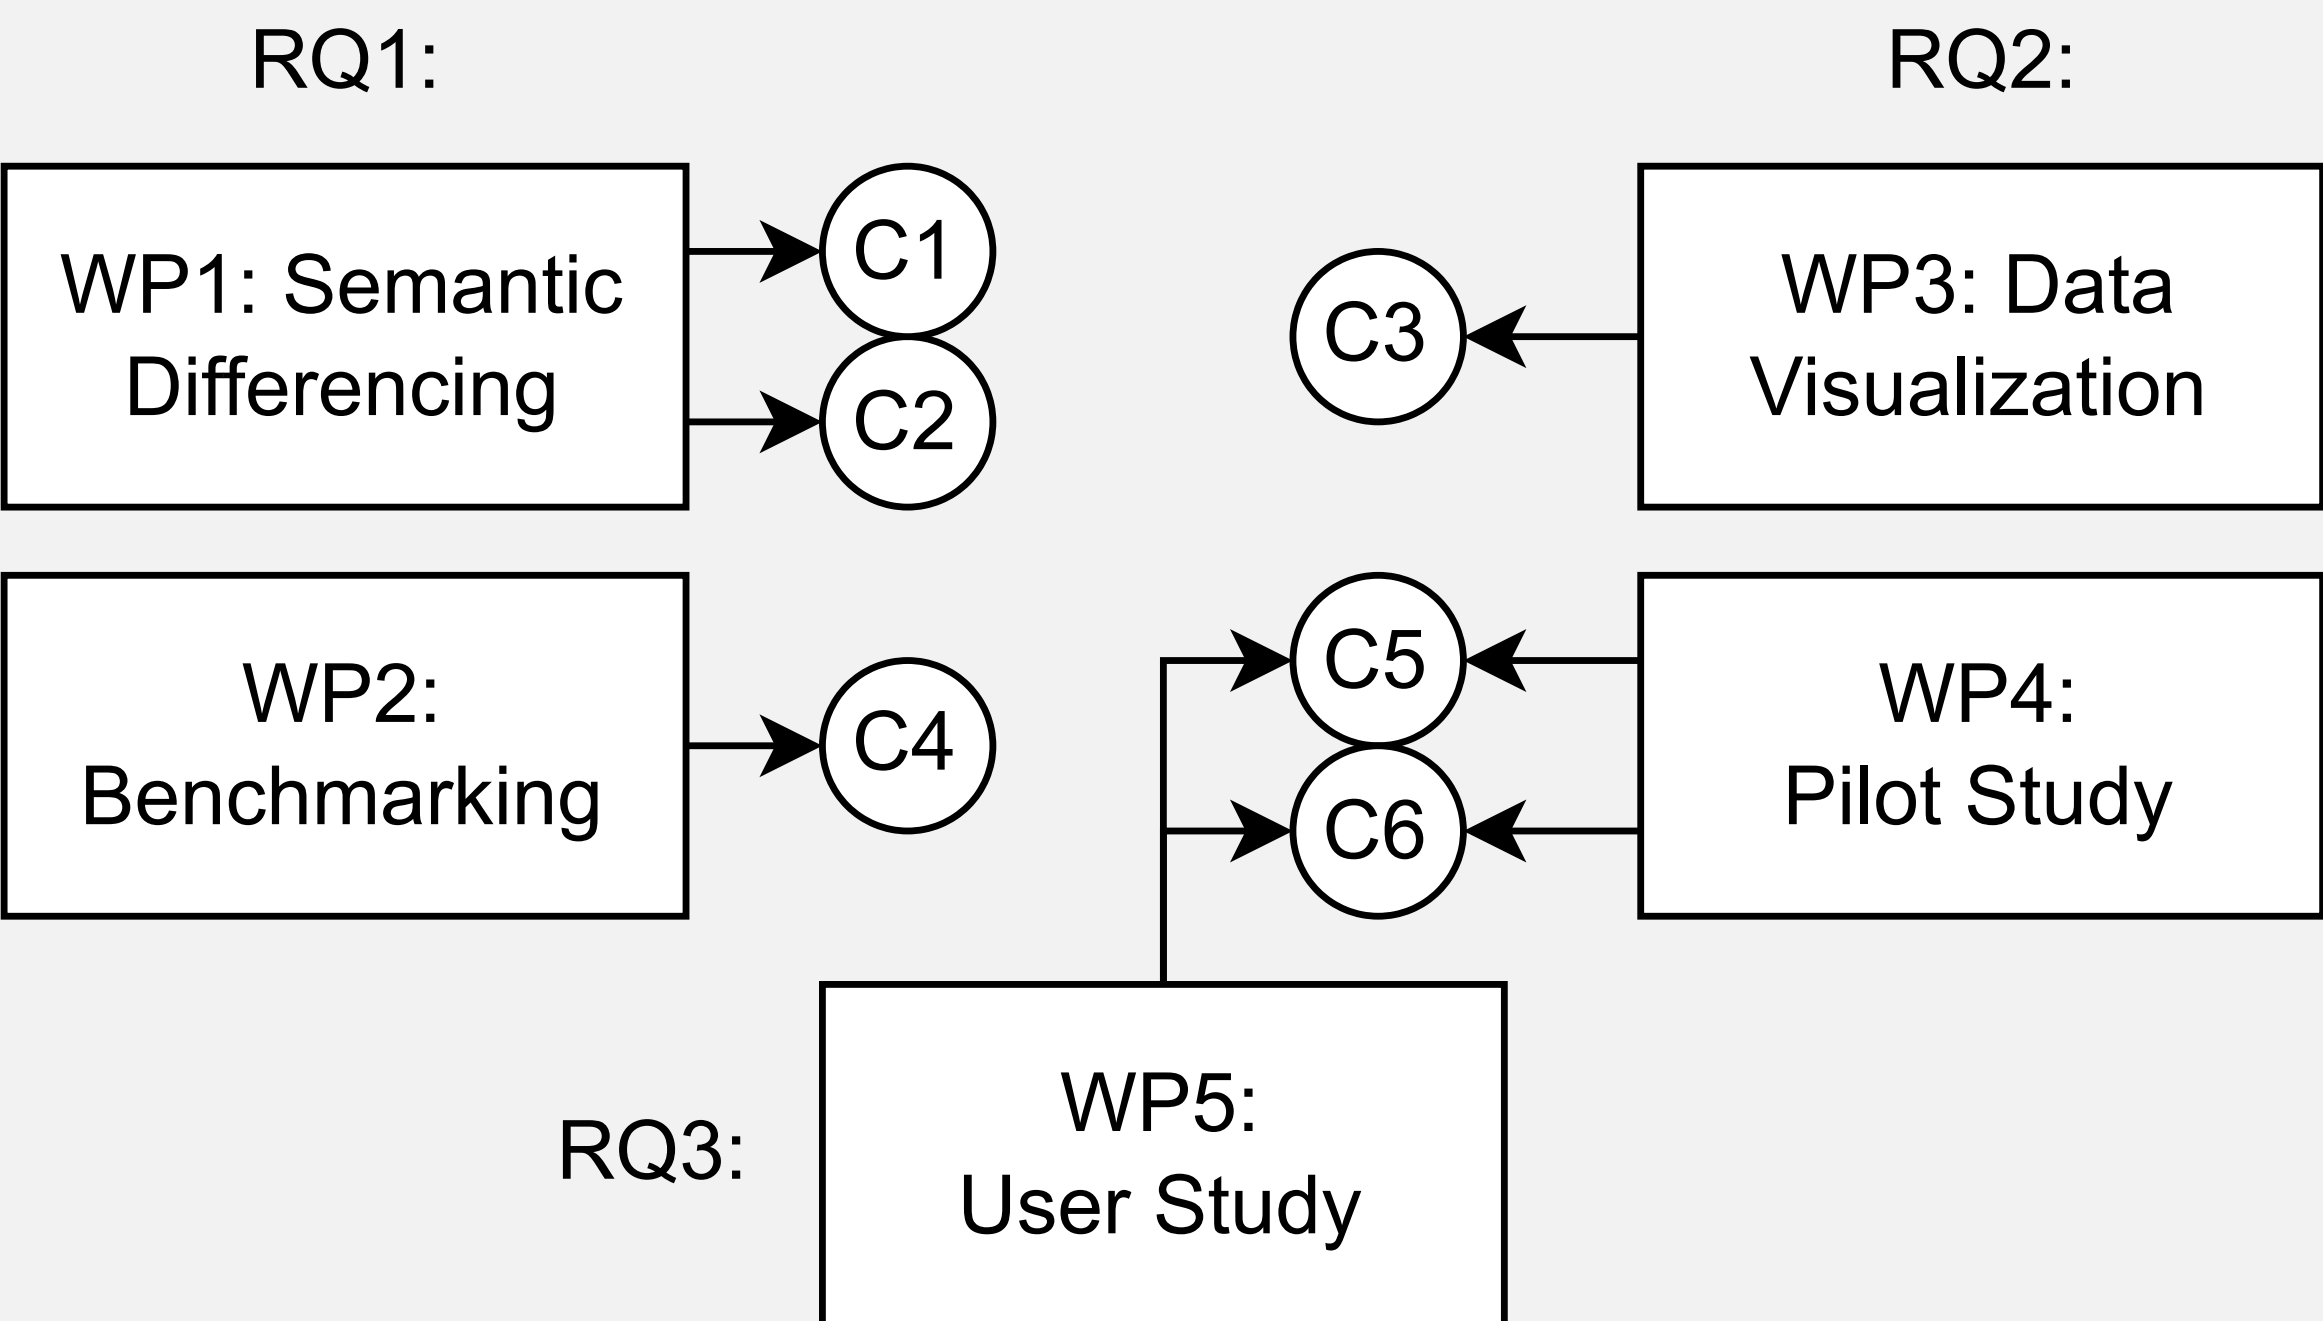 RQ1:
RQ2:
WP1: Semantic
Differencing
C1
C2
C3
WP3: Data
Visualization
WP2:
Benchmarking
C4
C5
C6
WP4:
Pilot Study
RQ3:
WP5:
User Study